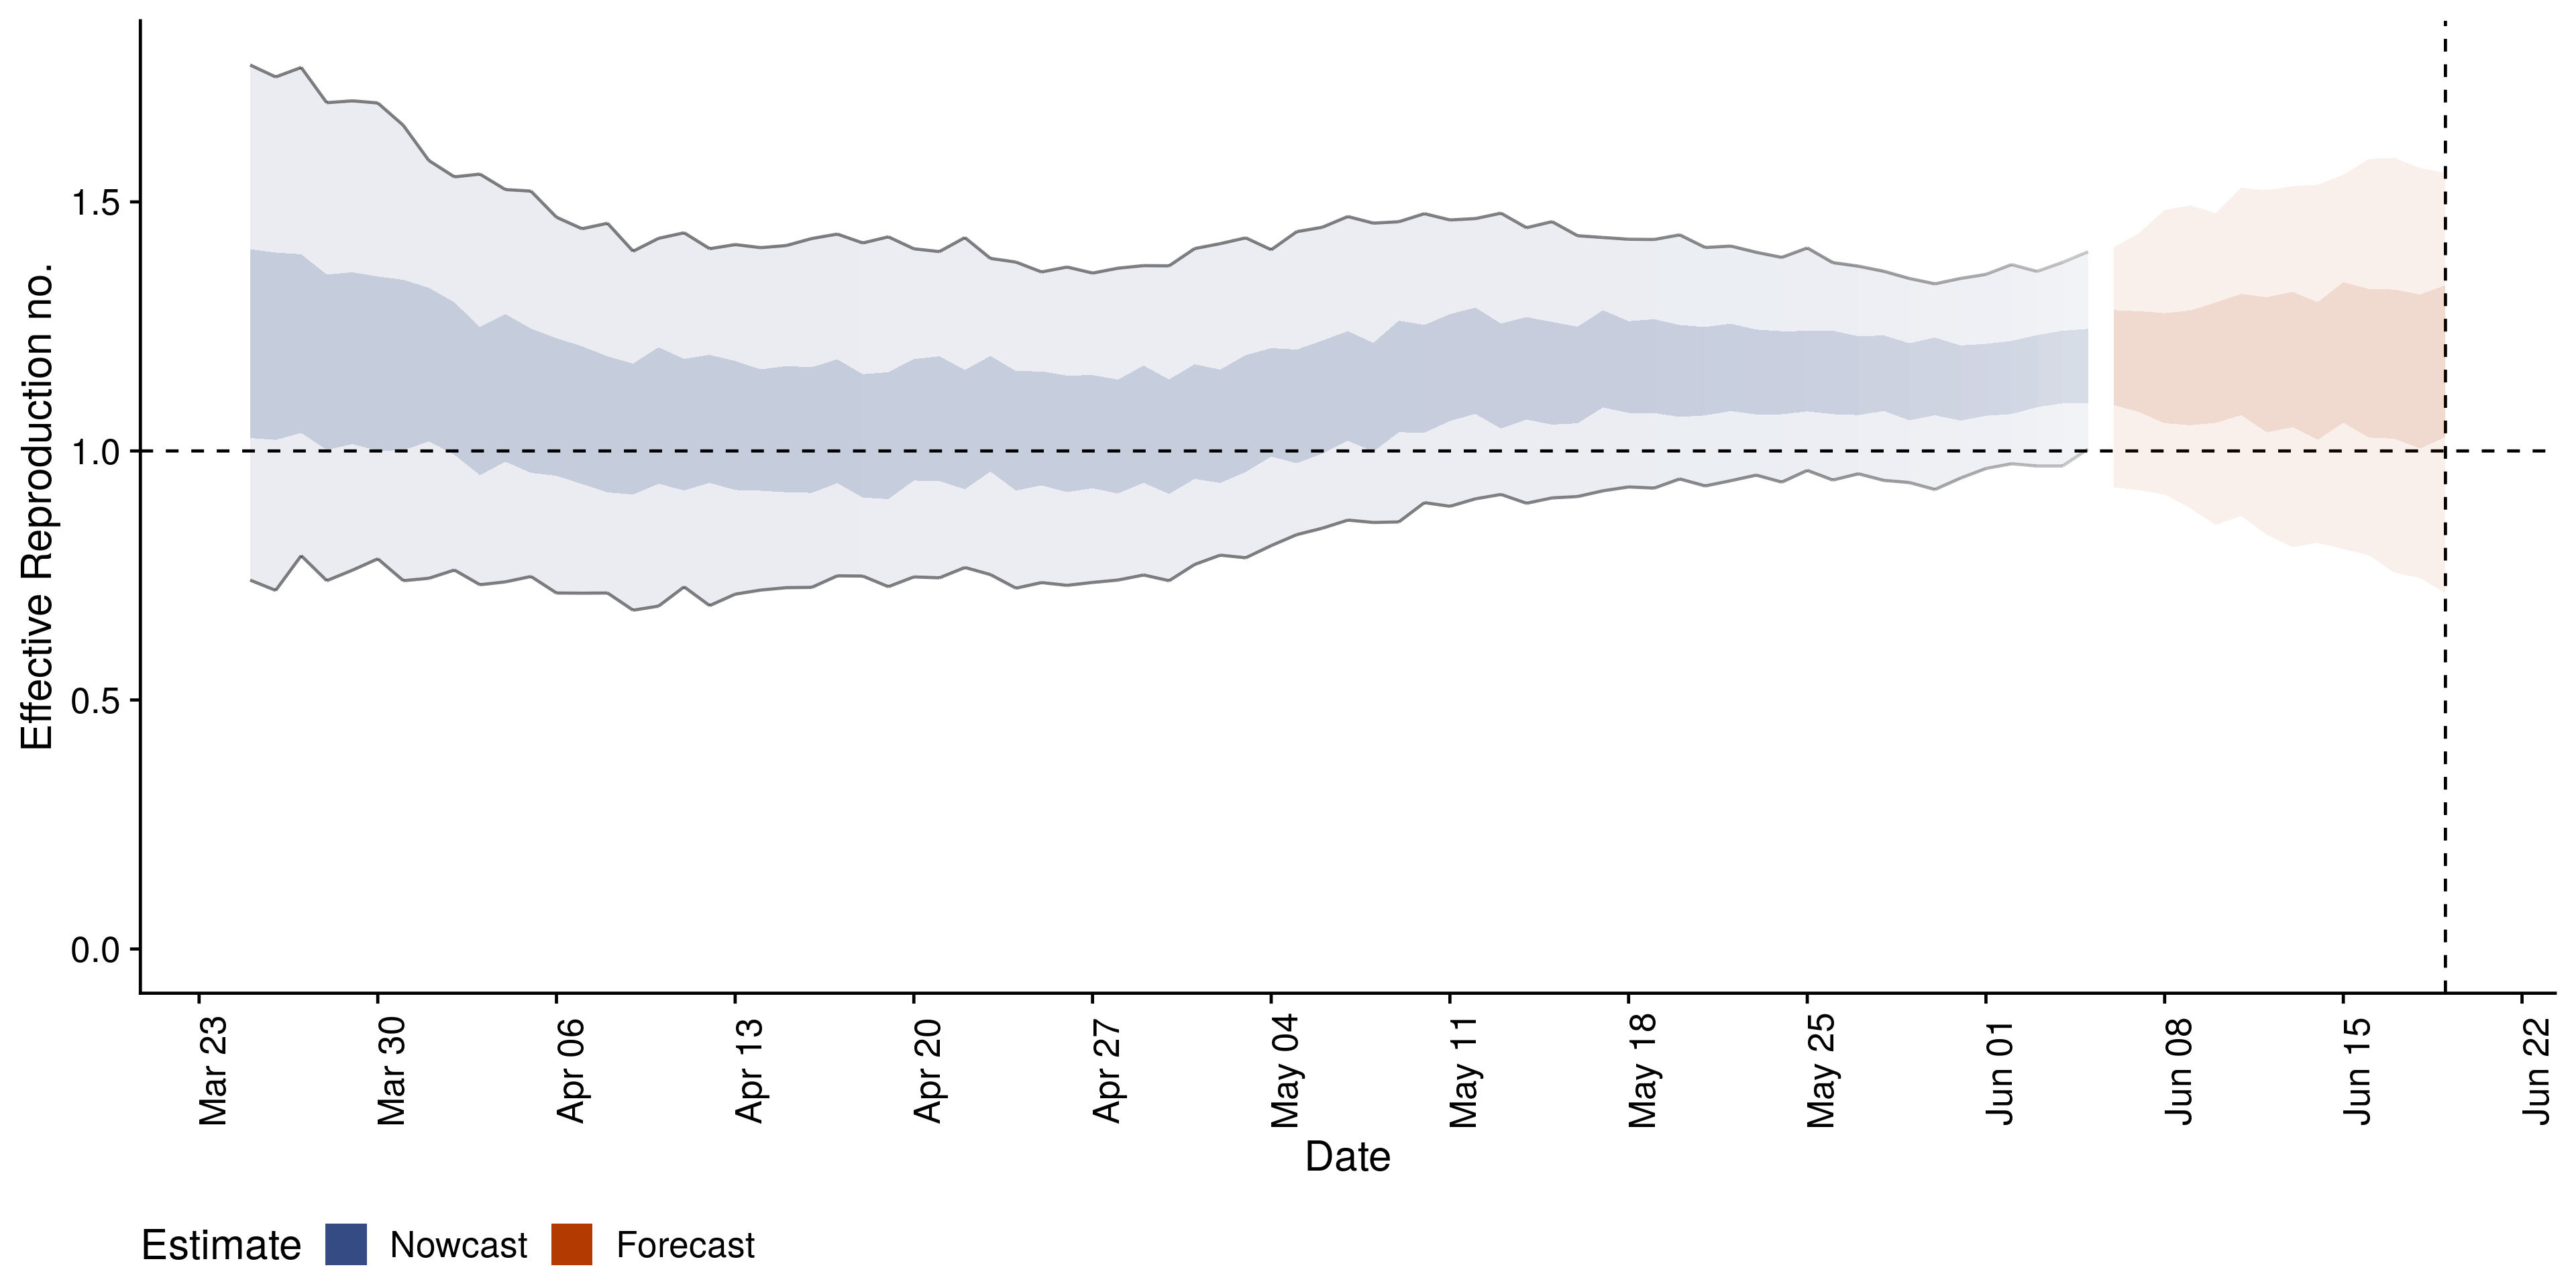 Effective Reproduction no.
1.5
1.0
0.5
0.0
Mar 23
Mar 30
Apr 06
Apr 13
Apr 20
Apr 27
May 04
May 11
May 18
May 25
Jun 01
Jun 08
Jun 15
Jun 22
Date
Estimate Nowcast Forecast